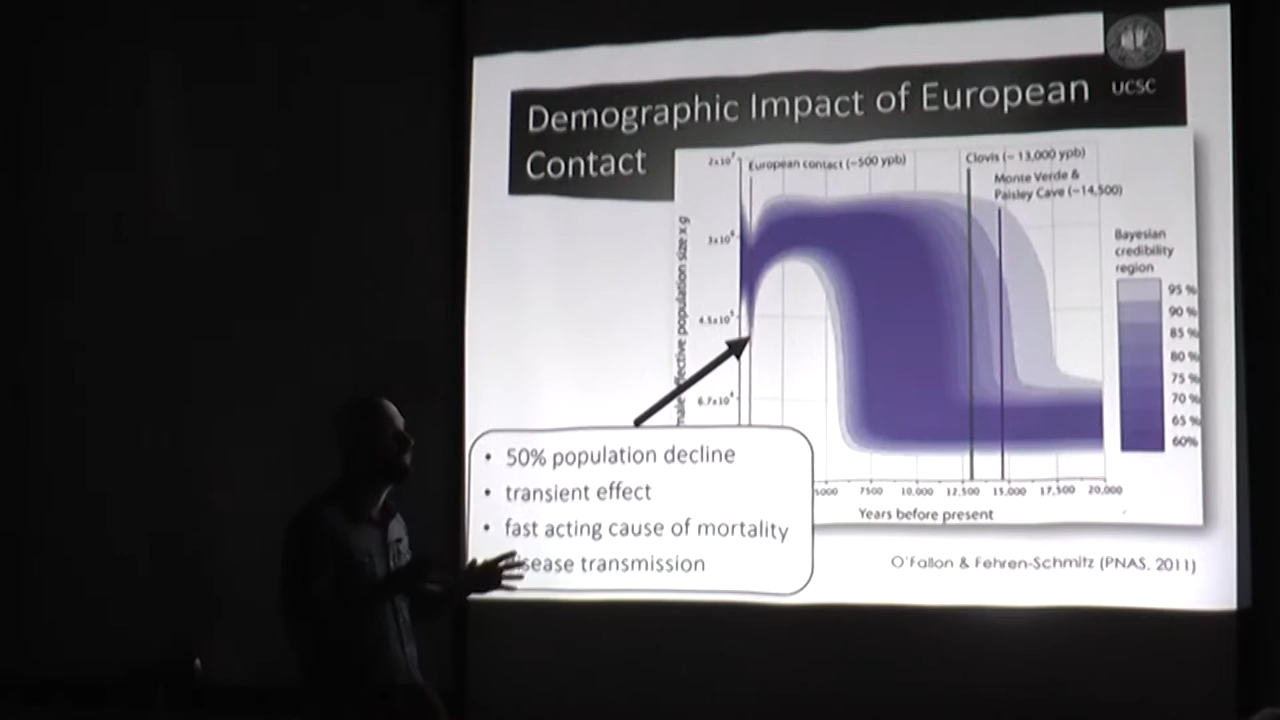 Demographic Impact of European
Contact
UCSC
2x10⁷
European contact (~500 ypb)
Clovis (~ 13,000 ypb)
Monte Verde &
Paisley Cave (~14,500)
3x10⁶
4.5x10⁵
6.7x10⁴
effective population size x g
Bayesian
credibility
region
95 %
90 %
85 %
80 %
75 %
70 %
65 %
60%
5000 7500 10,000 12,500 15,000 17,500 20,000
Years before present
• 50% population decline
• transient effect
• fast acting cause of mortality
transmission
O'Fallon & Fehren-Schmitz (PNAS, 2011)